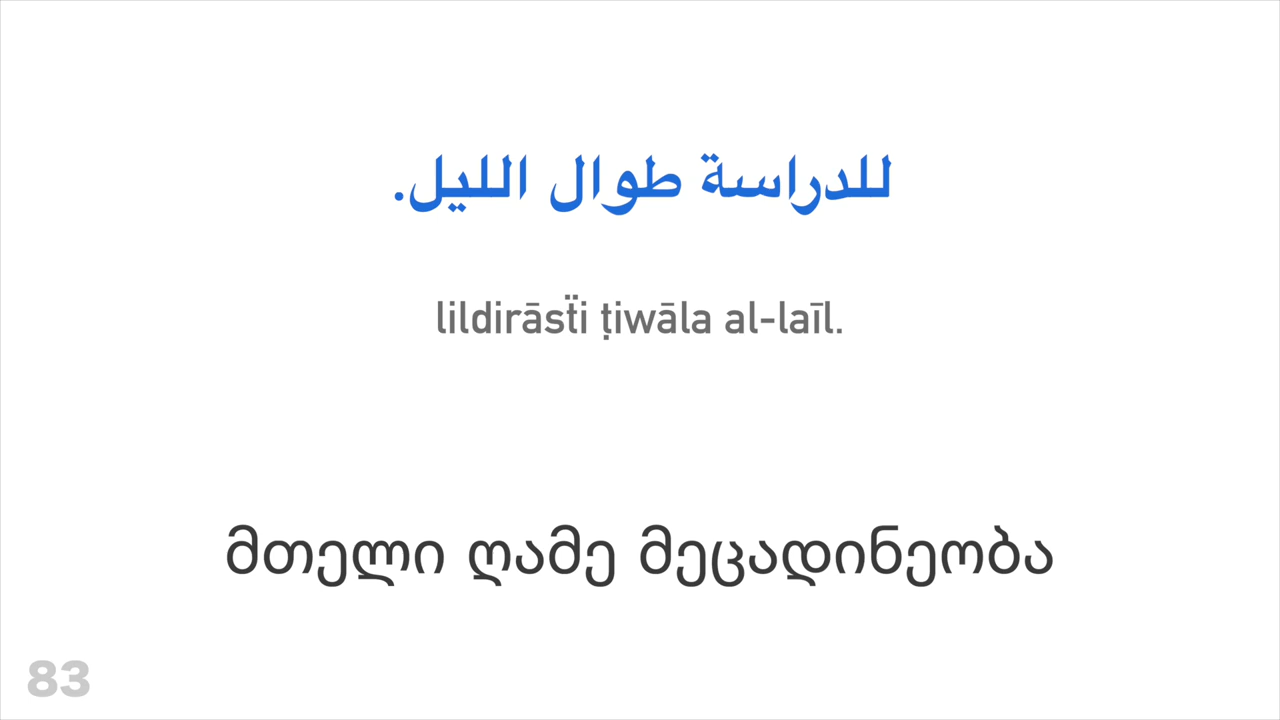 للدراسة طوال الليل.
lildirāsẗi ṭiwāla al-laīl.
მთელი ღამე მეცადინეობა
83